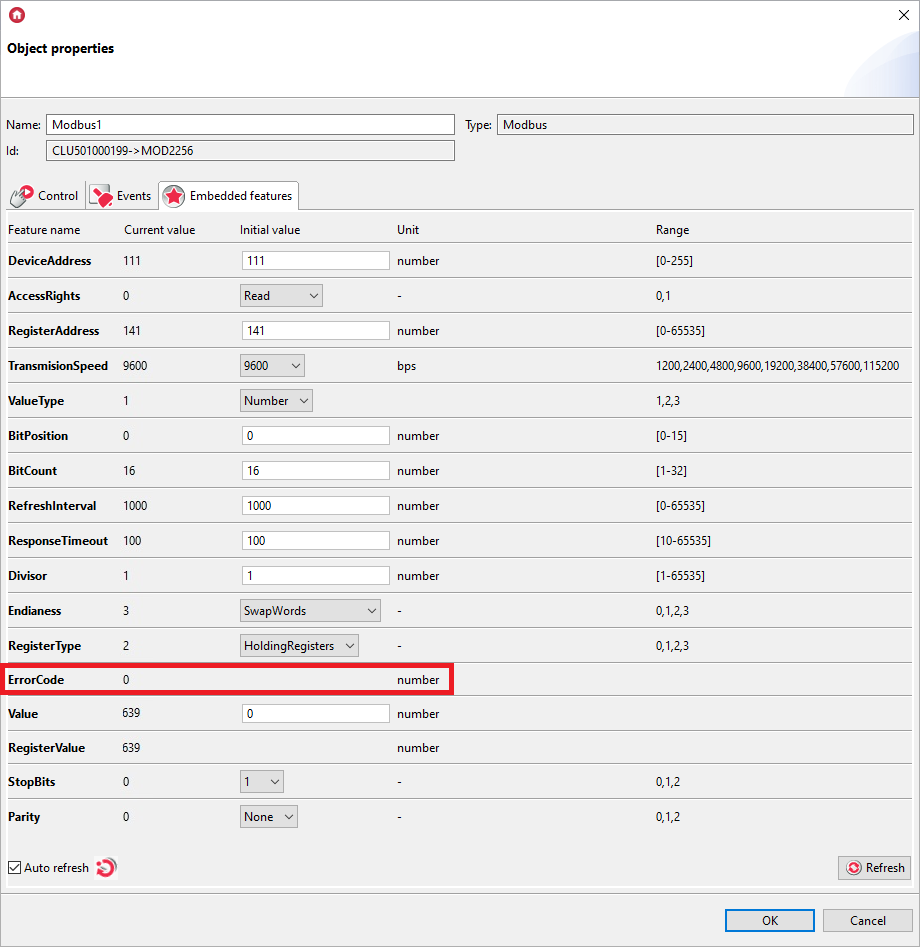 Object properties
Name: Modbus1 Type: Modbus
Id: CLU501000199->MOD2256
Control Events Embedded features
Feature name Current value Initial value Unit Range
DeviceAddress 111 111 number [0-255]
AccessRights 0 Read - 0,1
RegisterAddress 141 141 number [0-65535]
TransmisionSpeed 9600 9600 bps 1200,2400,4800,9600,19200,38400,57600,115200
ValueType 1 Number 1,2,3
BitPosition 0 0 number [0-15]
BitCount 16 16 number [1-32]
RefreshInterval 1000 1000 number [0-65535]
ResponseTimeout 100 100 number [10-65535]
Divisor 1 1 number [1-65535]
Endianess 3 SwapWords - 0,1,2,3
RegisterType 2 HoldingRegisters - 0,1,2,3
ErrorCode 0 number
Value 639 0 number
RegisterValue 639 number
StopBits 0 1 - 0,1,2
Parity 0 None - 0,1,2
Auto refresh Refresh
OK Cancel